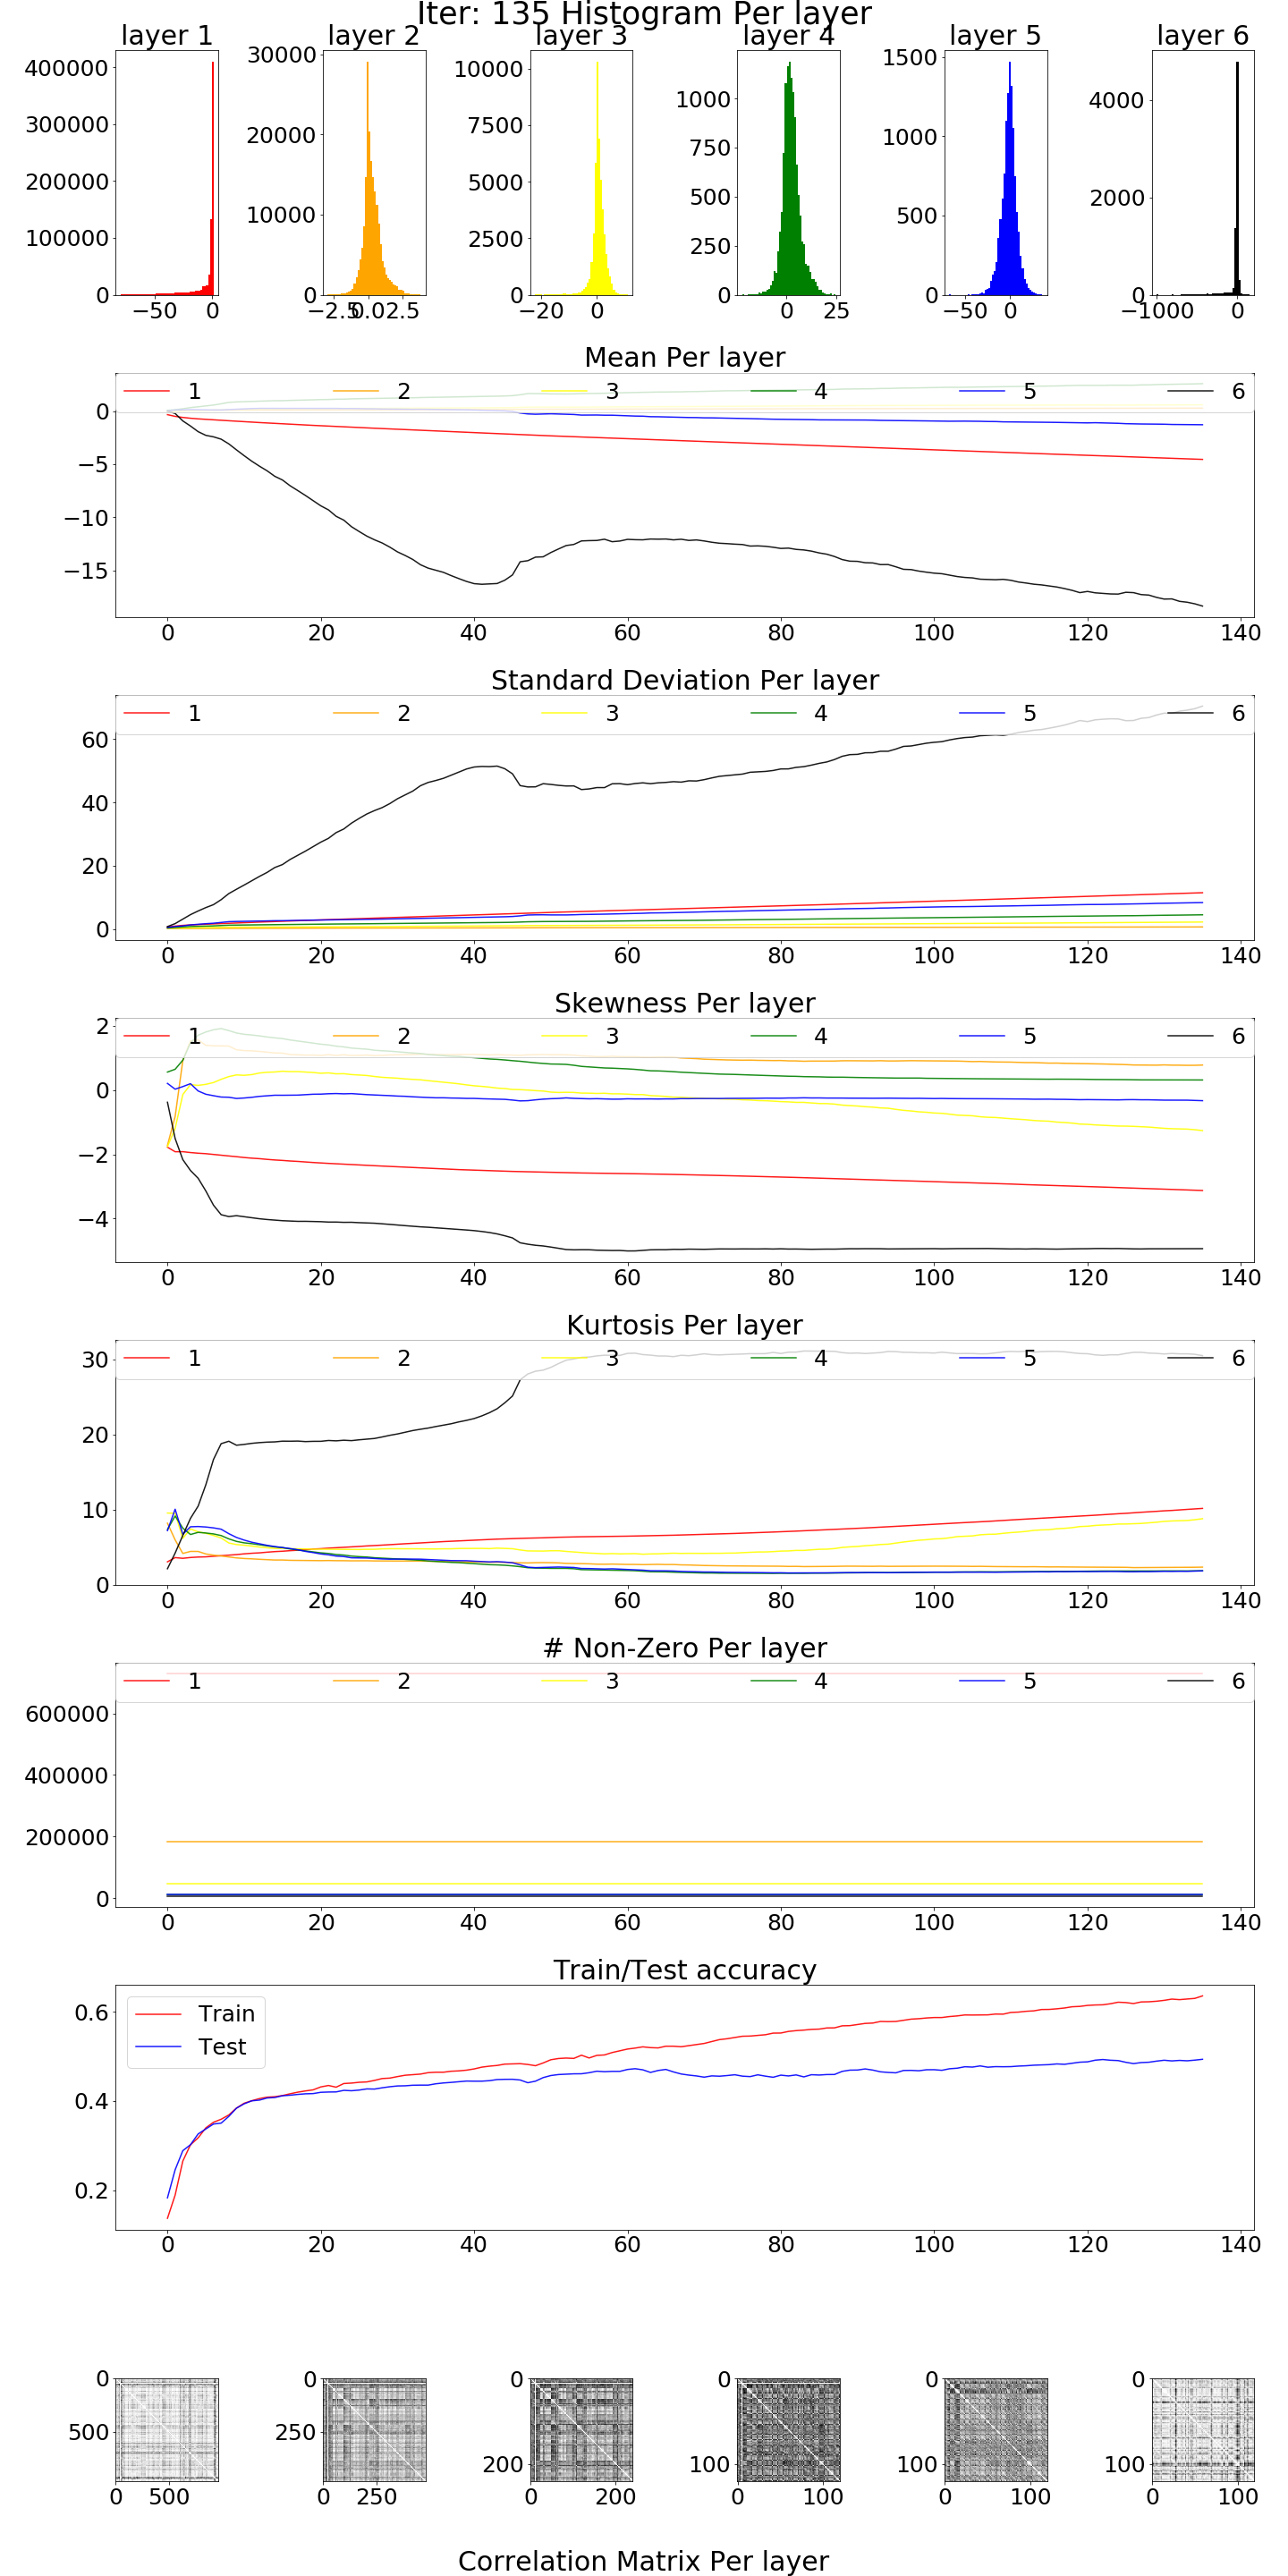 Iter: 135 Histogram Per layer
layer 1 layer 2 layer 3 layer 4 layer 5 layer 6
400000 300000 200000 100000 0
−50 0
30000 20000 10000 0
−2.5 0.0 2.5
10000 7500 5000 2500 0
−20 0
1000 750 500 250 0
0 25
1500 1000 500 0
−50 0
4000 2000 0
−1000 0
Mean Per layer
1 2 3 4 5 6
0
−5
−10
−15
0 20 40 60 80 100 120 140
Standard Deviation Per layer
1 2 3 4 5 6
60
40
20
0
0 20 40 60 80 100 120 140
Skewness Per layer
1 2 3 4 5 6
2
0
−2
−4
0 20 40 60 80 100 120 140
Kurtosis Per layer
1 2 3 4 5 6
30
20
10
0
0 20 40 60 80 100 120 140
# Non-Zero Per layer
1 2 3 4 5 6
600000
400000
200000
0
0 20 40 60 80 100 120 140
Train/Test accuracy
Train
Test
0.6
0.4
0.2
0 20 40 60 80 100 120 140
0 500
0 500
0 250
0 250
0 200
0 200
0 100
0 100
0 100
0 100
0 100
0 100
Correlation Matrix Per layer